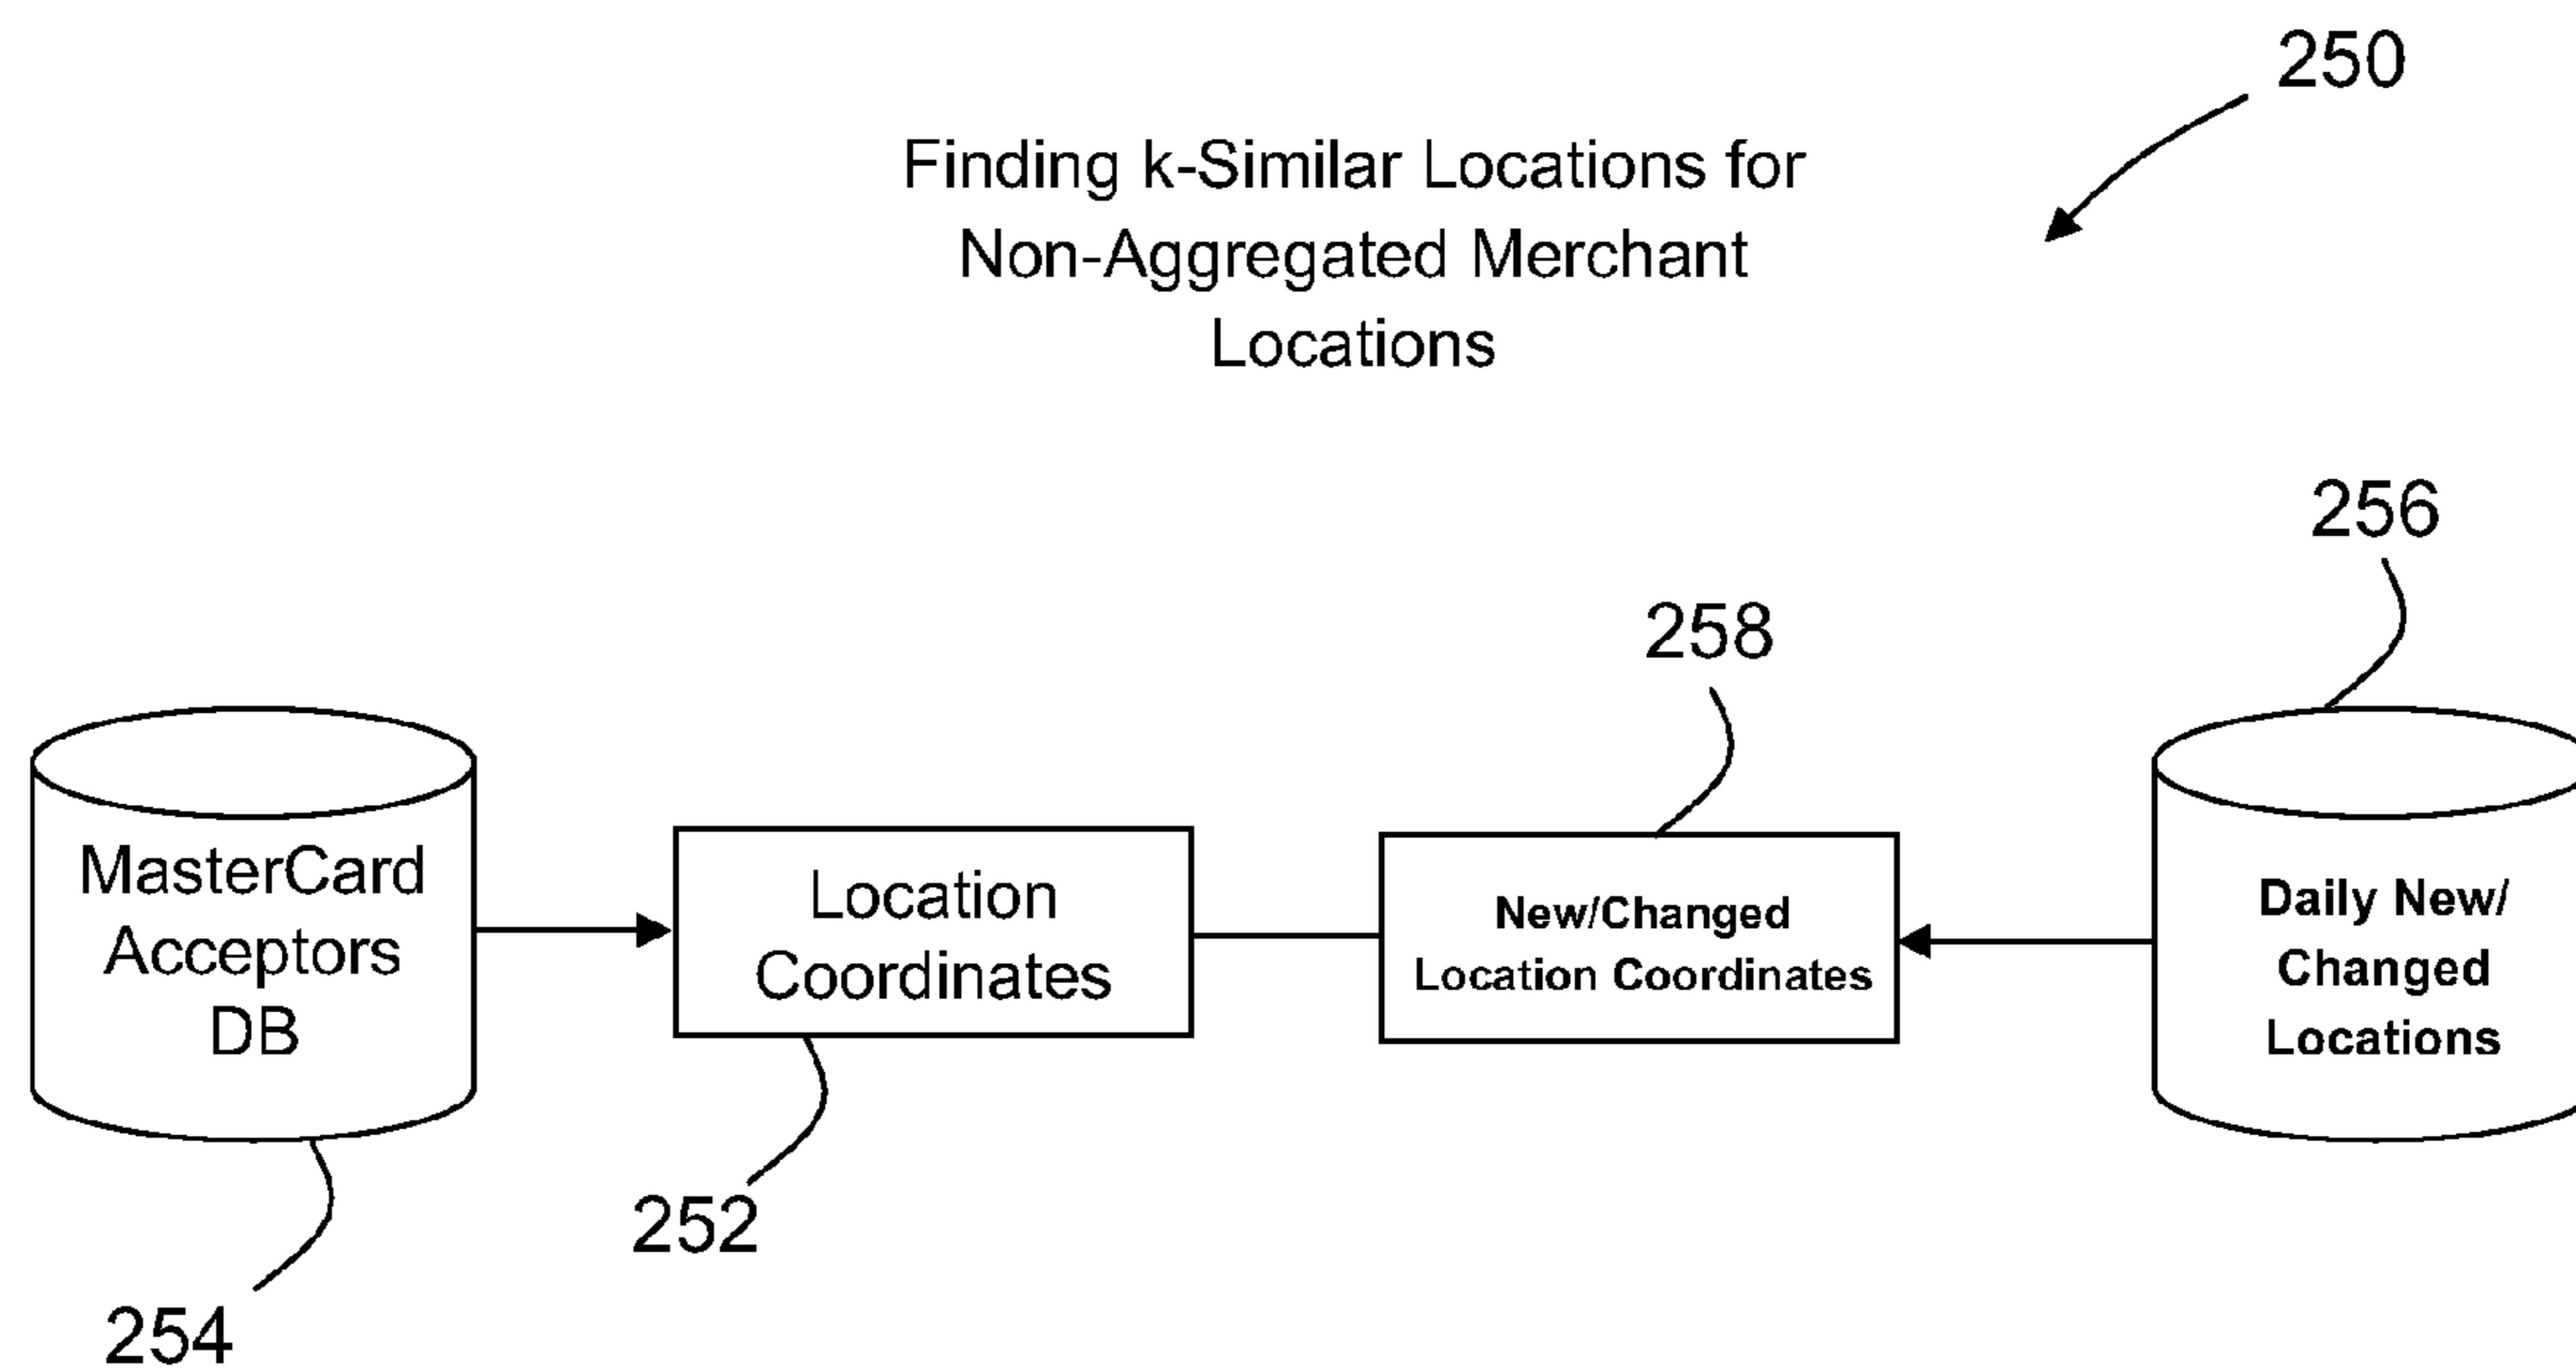 250
Finding k-Similar Locations for
Non-Aggregated Merchant
Locations
256
258
MasterCard
Acceptors
DB
Location
Coordinates
New/Changed
Location Coordinates
Daily New/
Changed
Locations
252
254